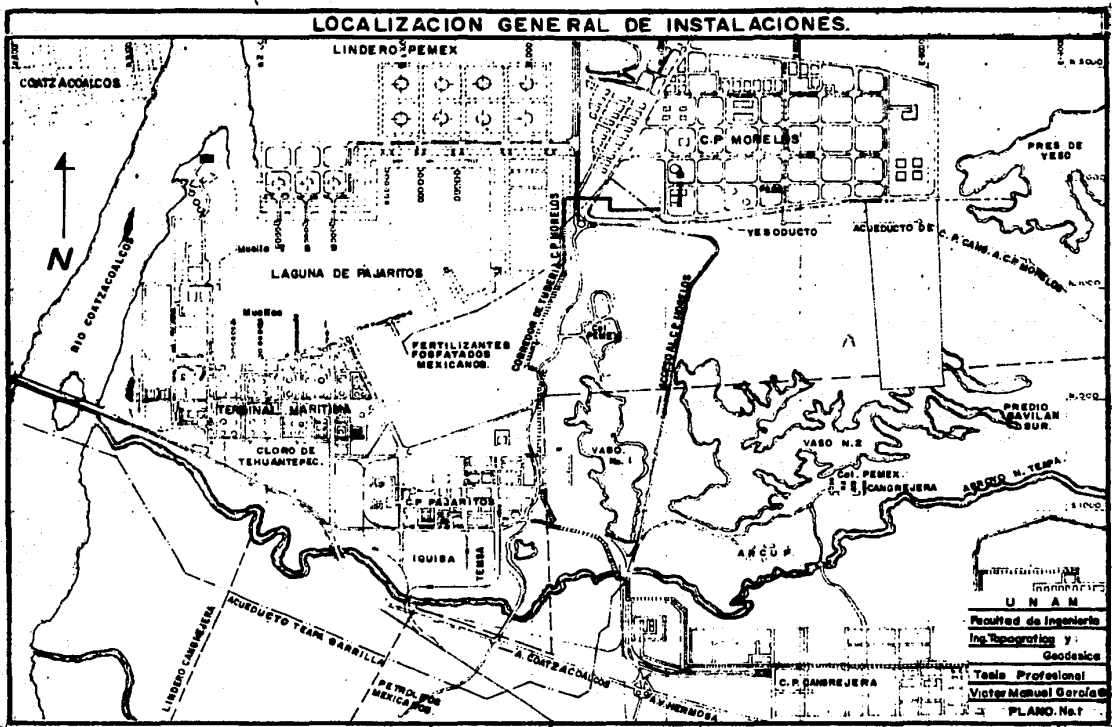 LOCALIZACION GENERAL DE INSTALACIONES.
LINDERO PEMEX
COATZACOALCOS
C.P. MORELOS
PRES DE
YESO
N
RIO COATZACOALCOS
Muelle
LAGUNA DE PAJARITOS
Muelles
CORREDOR DE TUBERIA C.P. MORELOS
YESODUCTO
ACUEDUCTO DE C.P. CANG. A C.P. MORELOS
ACCESO AL C.P. MORELOS
FERTILIZANTES
FOSFATADOS
MEXICANOS.
Col.
PEMEX
TERMINAL MARITIMA
CLORO DE
TEHUANTEPEC.
VASO
No. 1
VASO N.2
PREDIO
GAVILAN
SUR.
Col. PEMEX
CANGREJERA
ARROYO N. TEAPA
C.P. PAJARITOS
IQUISA
TEMSA
LINDERO CANGREJERA
ACUEDUCTO TEAPA GARRILLA
PETROLEOS
MEXICANOS.
A. COATZACOALCOS
A V. HERMOSA
C.P. CANGREJERA
U N A M
Facultad de Ingenieria
Ing. Topografica y
Geodesica
Tesis Profesional
Victor Manuel Garcia
PLANO. No. 1